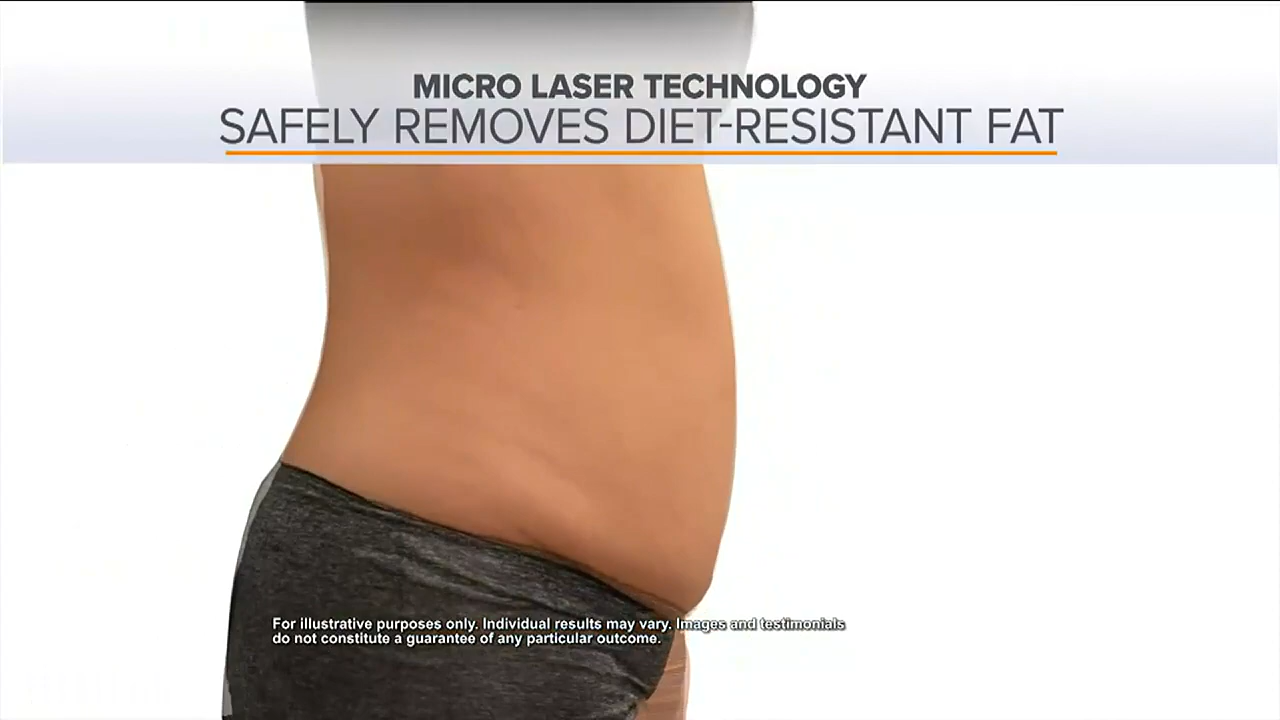 MICRO LASER TECHNOLOGY
SAFELY REMOVES DIET-RESISTANT FAT
For illustrative purposes only. Individual results may vary. Images and testimonials
do not constitute a guarantee of any particular outcome.